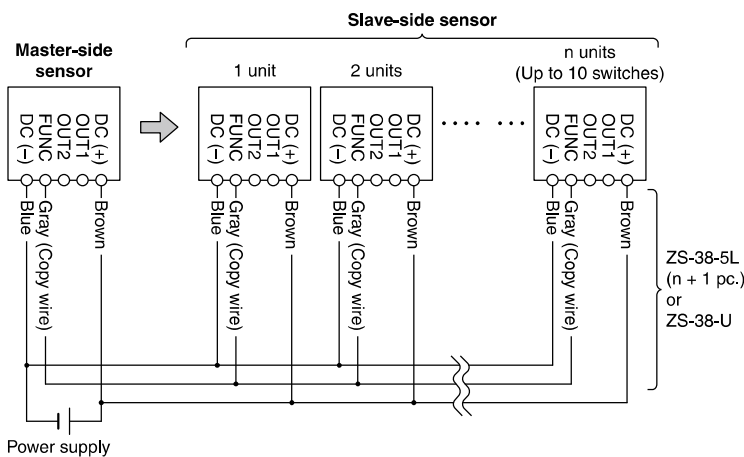 Slave-side sensor
Master-side
sensor
1 unit
2 units
n units
(Up to 10 switches)
DC (−)
FUNC
OUT2
OUT1
DC (+)
DC (−)
FUNC
OUT2
OUT1
DC (+)
DC (−)
FUNC
OUT2
OUT1
DC (+)
DC (−)
FUNC
OUT2
OUT1
DC (+)
Blue
Gray (Copy wire)
Brown
Blue
Gray (Copy wire)
Brown
Blue
Gray (Copy wire)
Brown
Blue
Gray (Copy wire)
Brown
ZS-38-5L
(n + 1 pc.)
or
ZS-38-U
Power supply